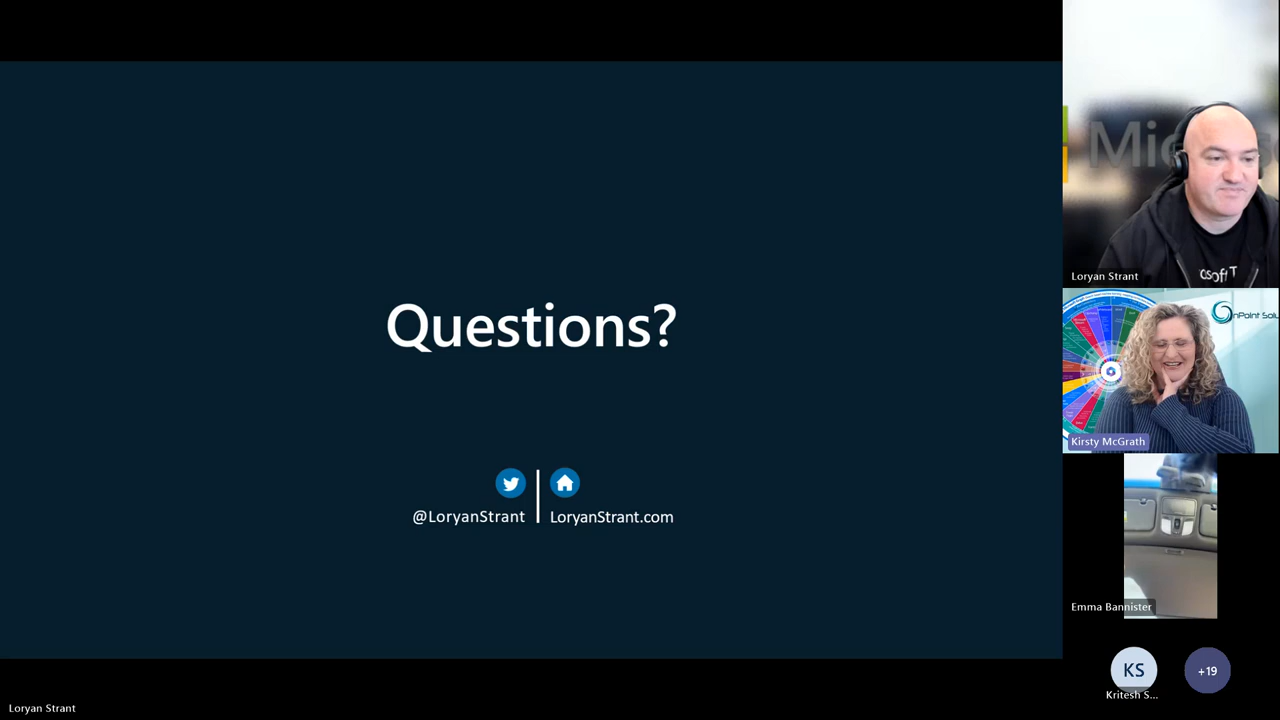 Questions?
@LoryanStrant
LoryanStrant.com
Loryan Strant
Loryan Strant
Kirsty McGrath
Emma Bannister
KS
Kritesh S...
+19